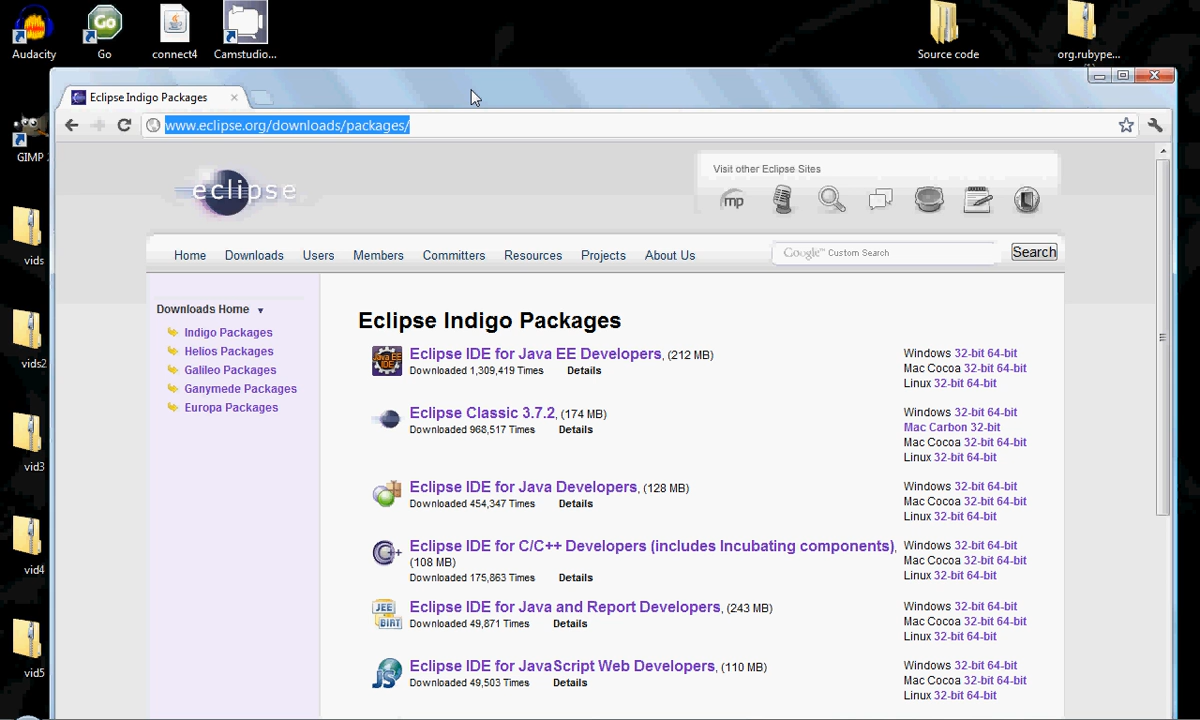 Audacity
Go
connect4
Camstudio...
Source code
org.rubype...
Eclipse Indigo Packages
www.eclipse.org/downloads/packages/
GIMP
eclipse
Visit other Eclipse Sites
mp
Home Downloads Users Members Committers Resources Projects About Us
Google™ Custom Search
Search
vids
vids2
vid3
vid4
vid5
Downloads Home
Indigo Packages
Helios Packages
Galileo Packages
Ganymede Packages
Europa Packages
Eclipse Indigo Packages
Java EE IDE
Eclipse IDE for Java EE Developers, (212 MB)
Downloaded 1,309,419 Times Details
Windows 32-bit 64-bit
Mac Cocoa 32-bit 64-bit
Linux 32-bit 64-bit
Eclipse Classic 3.7.2, (174 MB)
Downloaded 968,517 Times Details
Windows 32-bit 64-bit
Mac Carbon 32-bit
Mac Cocoa 32-bit 64-bit
Linux 32-bit 64-bit
Eclipse IDE for Java Developers, (128 MB)
Downloaded 454,347 Times Details
Windows 32-bit 64-bit
Mac Cocoa 32-bit 64-bit
Linux 32-bit 64-bit
C++
Eclipse IDE for C/C++ Developers (includes Incubating components),
(108 MB)
Downloaded 175,863 Times Details
Windows 32-bit 64-bit
Mac Cocoa 32-bit 64-bit
Linux 32-bit 64-bit
JEE
BIRT
Eclipse IDE for Java and Report Developers, (243 MB)
Downloaded 49,871 Times Details
Windows 32-bit 64-bit
Mac Cocoa 32-bit 64-bit
Linux 32-bit 64-bit
JS
Eclipse IDE for JavaScript Web Developers, (110 MB)
Downloaded 49,503 Times Details
Windows 32-bit 64-bit
Mac Cocoa 32-bit 64-bit
Linux 32-bit 64-bit